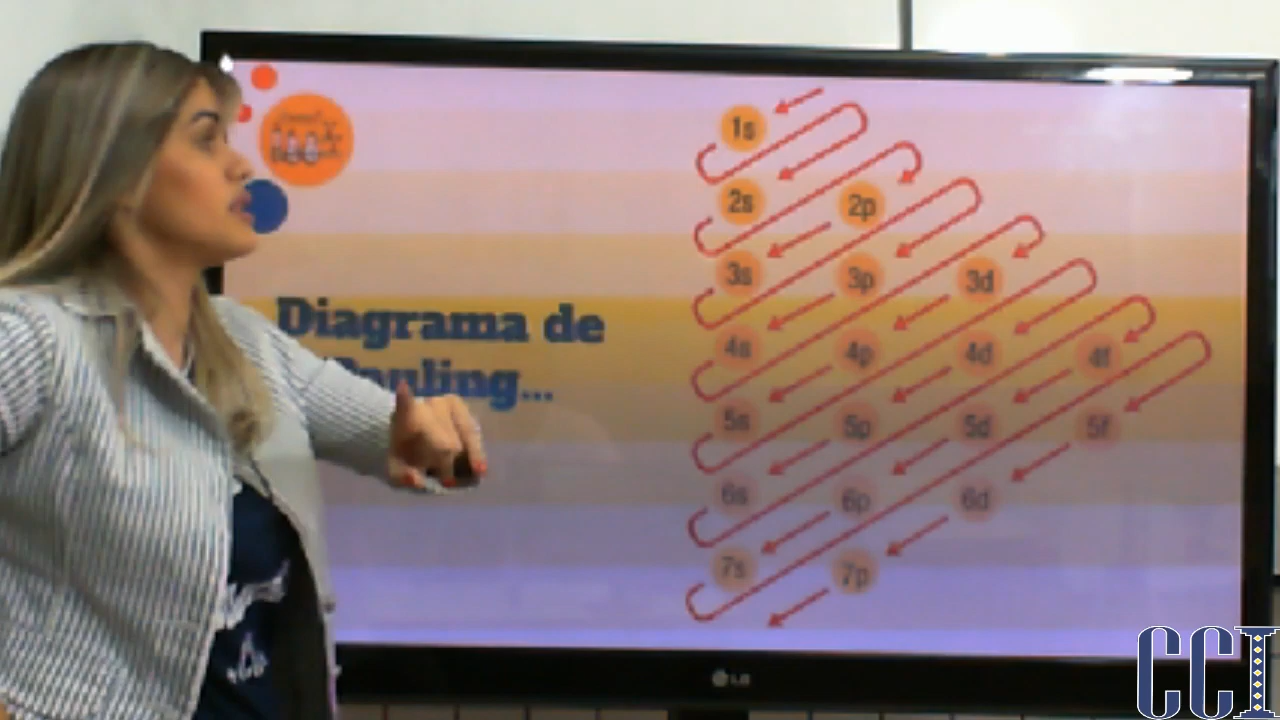 Diagrama de
Pauling...
1s
2s 2p
3s 3p 3d
4s 4p 4d 4f
5s 5p 5d 5f
6s 6p 6d
7s 7p
LG
CCI